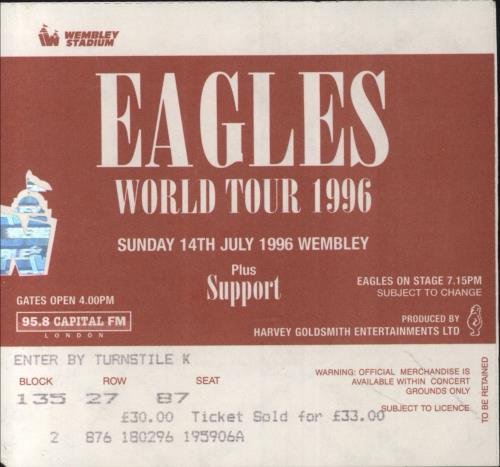 WEMBLEY
STADIUM
EAGLES
WORLD TOUR 1996
SUNDAY 14TH JULY 1996 WEMBLEY
Plus
Support
EAGLES ON STAGE 7.15PM
SUBJECT TO CHANGE
GATES OPEN 4.00PM
95.8 CAPITAL FM
LONDON
PRODUCED BY
HARVEY GOLDSMITH ENTERTAINMENTS LTD
ENTER BY TURNSTILE K
BLOCK ROW SEAT
135 27 87
£30.00 Ticket Sold for £33.00
2 876 180296 195906A
WARNING: OFFICIAL MERCHANDISE IS
AVAILABLE WITHIN CONCERT
GROUNDS ONLY
SUBJECT TO LICENCE
TO BE RETAINED